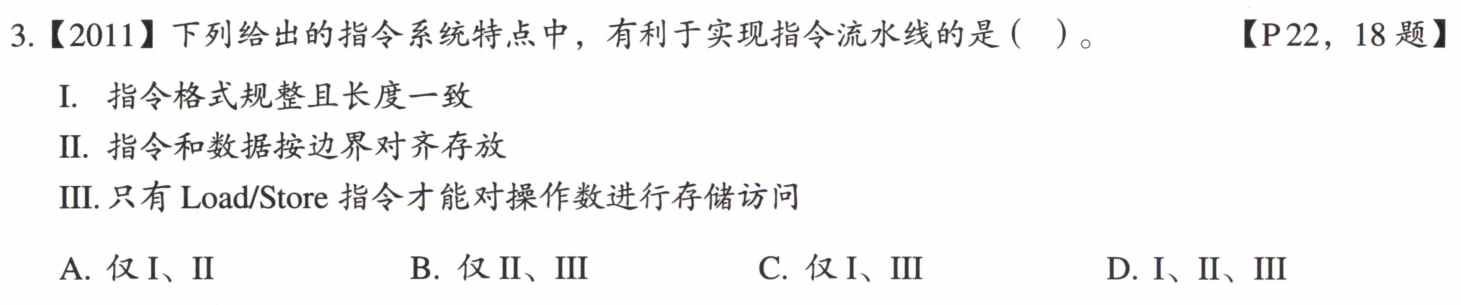 3.【2011】下列给出的指令系统特点中，有利于实现指令流水线的是（ ）。 【P22，18 题】
I. 指令格式规整且长度一致
II. 指令和数据按边界对齐存放
III. 只有 Load/Store 指令才能对操作数进行存储访问
A. 仅 I、II B. 仅 II、III C. 仅 I、III D. I、II、III